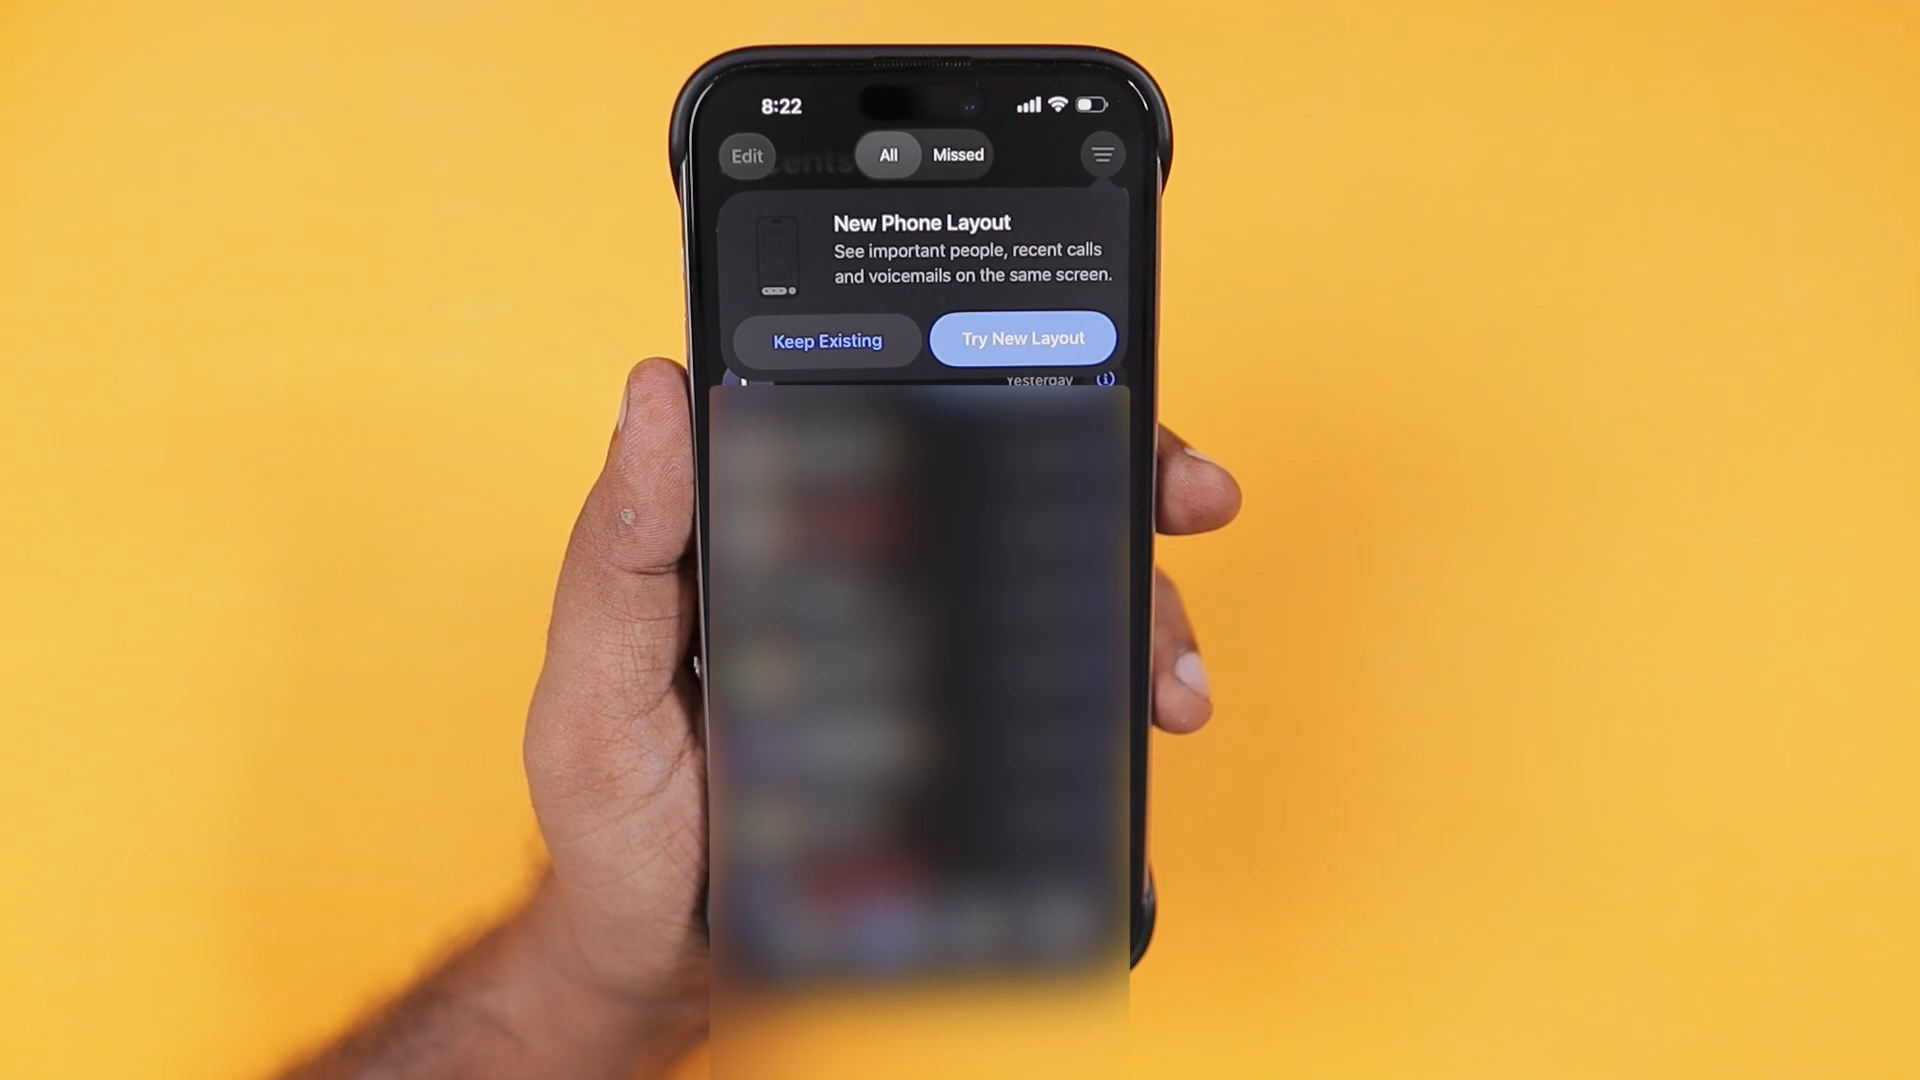 8:22
Edit
All
Missed
New Phone Layout
See important people, recent calls
and voicemails on the same screen.
Keep Existing
Try New Layout
Yesterday